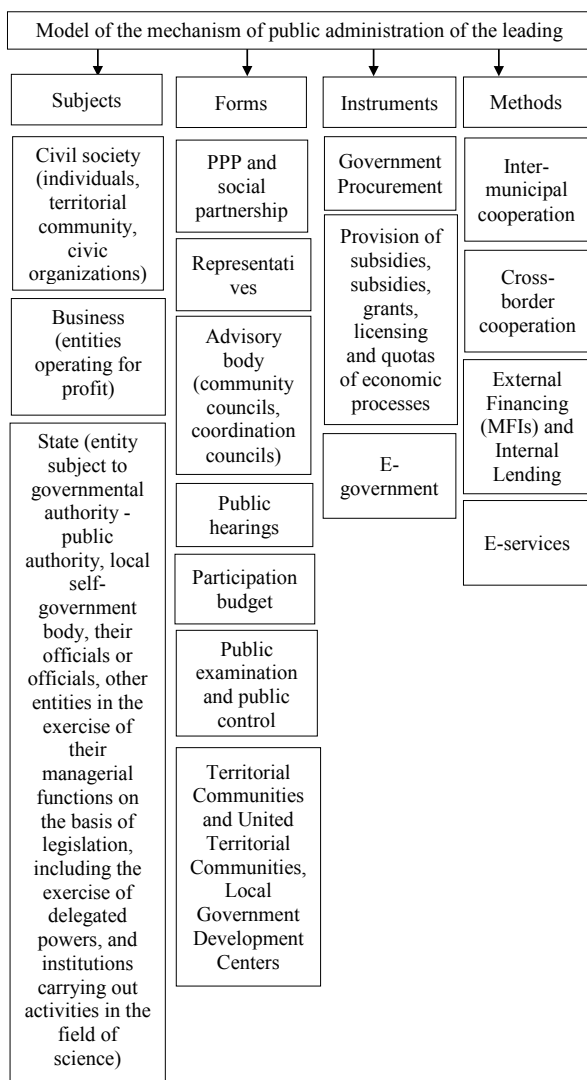 Model of the mechanism of public administration of the leading
Subjects
Forms
Instruments
Methods
Civil society
(individuals,
territorial
community,
civic
organizations)
Business
(entities
operating for
profit)
State (entity
subject to
governmental
authority -
public
authority, local
self-
government
body, their
officials or
officials, other
entities in the
exercise of
their
managerial
functions on
the basis of
legislation,
including the
exercise of
delegated
powers, and
institutions
carrying out
activities in the
field of
science)
PPP and
social
partnership
Representati
ves
Advisory
body
(community
councils,
coordination
councils)
Public
hearings
Participation
budget
Public
examination
and public
control
Territorial
Communities
and United
Territorial
Communities,
Local
Government
Development
Centers
Government
Procurement
Provision of
subsidies,
subsidies,
grants,
licensing
and quotas
of economic
processes
E-
government
Inter-
municipal
cooperation
Cross-
border
cooperation
External
Financing
(MFIs) and
Internal
Lending
E-services